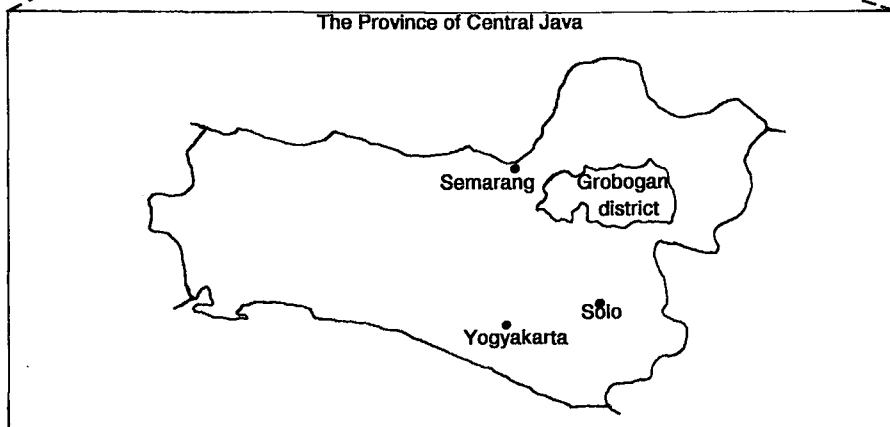 The Province of Central Java
Semarang
Grobogan
district
Solo
Yogyakarta